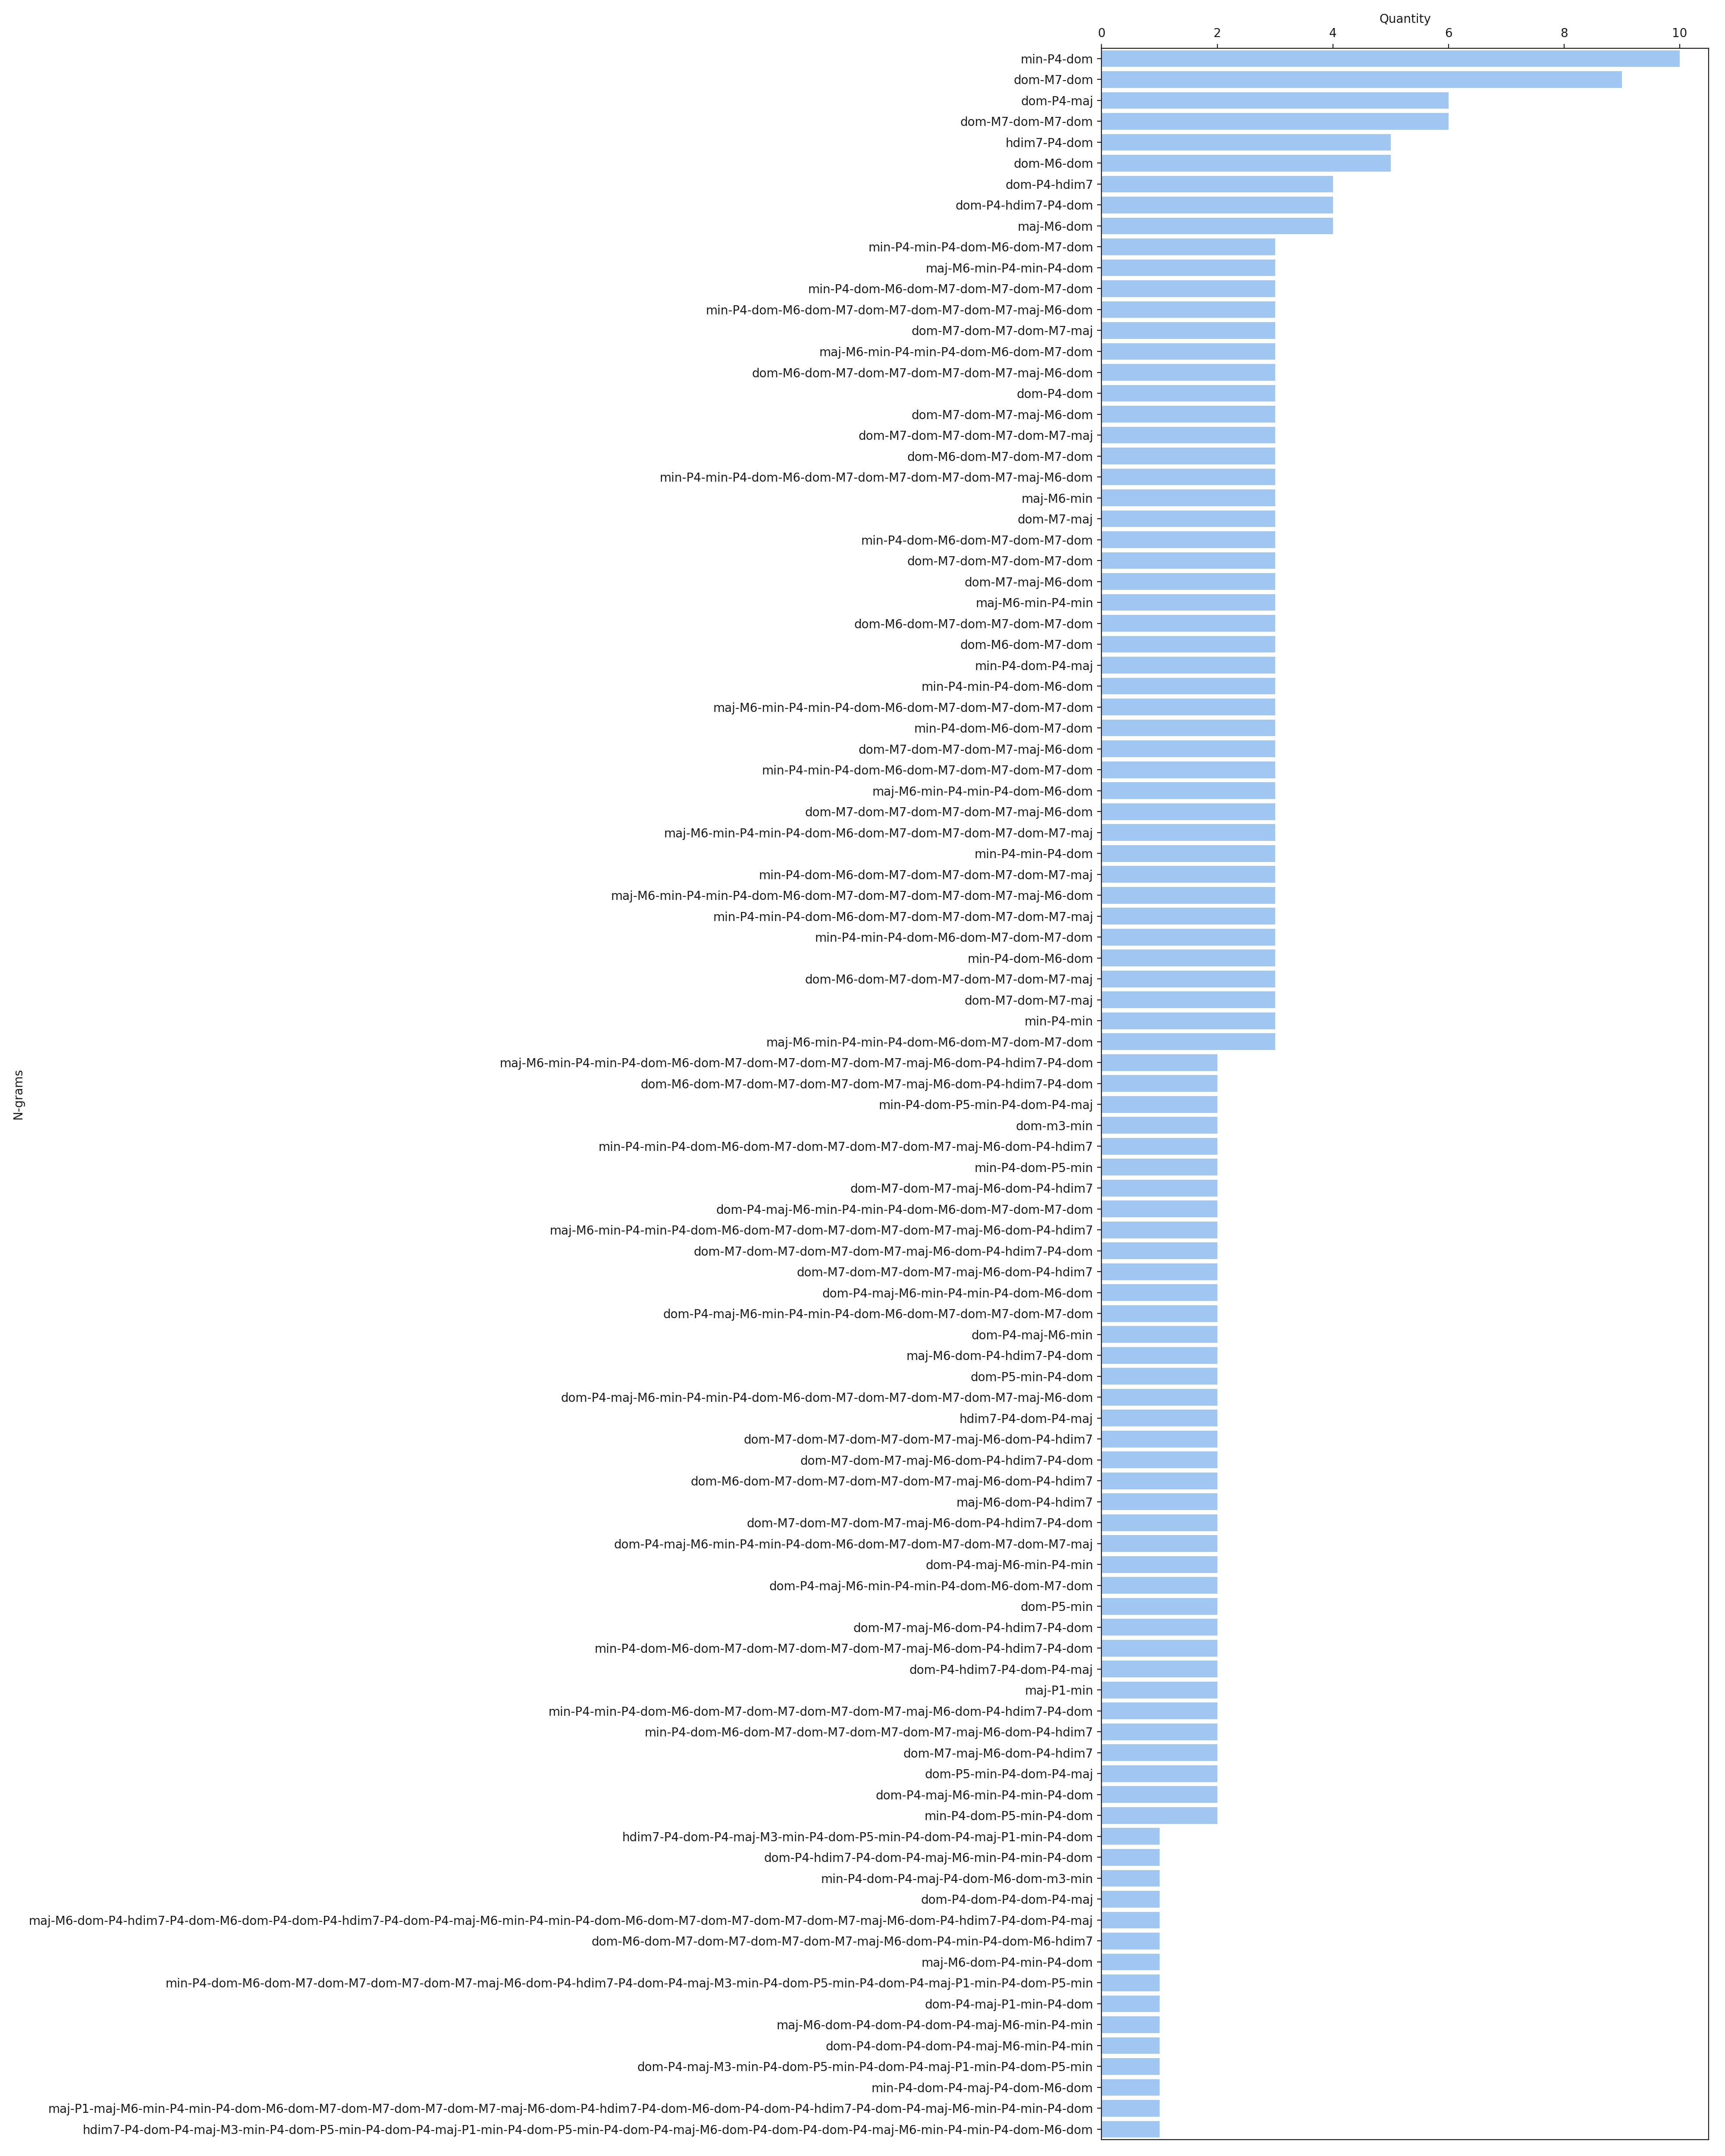 Quantity
0 2 4 6 8 10
min-P4-dom
dom-M7-dom
dom-P4-maj
dom-M7-dom-M7-dom
hdim7-P4-dom
dom-M6-dom
dom-P4-hdim7
dom-P4-hdim7-P4-dom
maj-M6-dom
min-P4-min-P4-dom-M6-dom-M7-dom
maj-M6-min-P4-min-P4-dom
min-P4-dom-M6-dom-M7-dom-M7-dom-M7-dom
min-P4-dom-M6-dom-M7-dom-M7-dom-M7-dom-M7-maj-M6-dom
dom-M7-dom-M7-dom-M7-maj
maj-M6-min-P4-min-P4-dom-M6-dom-M7-dom
dom-M6-dom-M7-dom-M7-dom-M7-dom-M7-maj-M6-dom
dom-P4-dom
dom-M7-dom-M7-maj-M6-dom
dom-M7-dom-M7-dom-M7-dom-M7-maj
dom-M6-dom-M7-dom-M7-dom
min-P4-min-P4-dom-M6-dom-M7-dom-M7-dom-M7-dom-M7-maj-M6-dom
maj-M6-min
dom-M7-maj
min-P4-dom-M6-dom-M7-dom-M7-dom
dom-M7-dom-M7-dom-M7-dom
dom-M7-maj-M6-dom
maj-M6-min-P4-min
dom-M6-dom-M7-dom-M7-dom-M7-dom
dom-M6-dom-M7-dom
min-P4-dom-P4-maj
min-P4-min-P4-dom-M6-dom
maj-M6-min-P4-min-P4-dom-M6-dom-M7-dom-M7-dom-M7-dom
min-P4-dom-M6-dom-M7-dom
dom-M7-dom-M7-dom-M7-maj-M6-dom
min-P4-min-P4-dom-M6-dom-M7-dom-M7-dom-M7-dom
maj-M6-min-P4-min-P4-dom-M6-dom
dom-M7-dom-M7-dom-M7-dom-M7-maj-M6-dom
maj-M6-min-P4-min-P4-dom-M6-dom-M7-dom-M7-dom-M7-dom-M7-maj
min-P4-min-P4-dom
min-P4-dom-M6-dom-M7-dom-M7-dom-M7-dom-M7-maj
maj-M6-min-P4-min-P4-dom-M6-dom-M7-dom-M7-dom-M7-dom-M7-maj-M6-dom
min-P4-min-P4-dom-M6-dom-M7-dom-M7-dom-M7-dom-M7-maj
min-P4-min-P4-dom-M6-dom-M7-dom-M7-dom
min-P4-dom-M6-dom
dom-M6-dom-M7-dom-M7-dom-M7-dom-M7-maj
dom-M7-dom-M7-maj
min-P4-min
maj-M6-min-P4-min-P4-dom-M6-dom-M7-dom-M7-dom
maj-M6-min-P4-min-P4-dom-M6-dom-M7-dom-M7-dom-M7-dom-M7-maj-M6-dom-P4-hdim7-P4-dom
dom-M6-dom-M7-dom-M7-dom-M7-dom-M7-maj-M6-dom-P4-hdim7-P4-dom
min-P4-dom-P5-min-P4-dom-P4-maj
dom-m3-min
min-P4-min-P4-dom-M6-dom-M7-dom-M7-dom-M7-dom-M7-maj-M6-dom-P4-hdim7
min-P4-dom-P5-min
dom-M7-dom-M7-maj-M6-dom-P4-hdim7
dom-P4-maj-M6-min-P4-min-P4-dom-M6-dom-M7-dom-M7-dom
maj-M6-min-P4-min-P4-dom-M6-dom-M7-dom-M7-dom-M7-dom-M7-maj-M6-dom-P4-hdim7
dom-M7-dom-M7-dom-M7-dom-M7-maj-M6-dom-P4-hdim7-P4-dom
dom-M7-dom-M7-dom-M7-maj-M6-dom-P4-hdim7
dom-P4-maj-M6-min-P4-min-P4-dom-M6-dom
dom-P4-maj-M6-min-P4-min-P4-dom-M6-dom-M7-dom-M7-dom-M7-dom
dom-P4-maj-M6-min
maj-M6-dom-P4-hdim7-P4-dom
dom-P5-min-P4-dom
dom-P4-maj-M6-min-P4-min-P4-dom-M6-dom-M7-dom-M7-dom-M7-dom-M7-maj-M6-dom
hdim7-P4-dom-P4-maj
dom-M7-dom-M7-dom-M7-dom-M7-maj-M6-dom-P4-hdim7
dom-M7-dom-M7-maj-M6-dom-P4-hdim7-P4-dom
dom-M6-dom-M7-dom-M7-dom-M7-dom-M7-maj-M6-dom-P4-hdim7
maj-M6-dom-P4-hdim7
dom-M7-dom-M7-dom-M7-maj-M6-dom-P4-hdim7-P4-dom
dom-P4-maj-M6-min-P4-min-P4-dom-M6-dom-M7-dom-M7-dom-M7-dom-M7-maj
dom-P4-maj-M6-min-P4-min
dom-P4-maj-M6-min-P4-min-P4-dom-M6-dom-M7-dom
dom-P5-min
dom-M7-maj-M6-dom-P4-hdim7-P4-dom
min-P4-dom-M6-dom-M7-dom-M7-dom-M7-dom-M7-maj-M6-dom-P4-hdim7-P4-dom
dom-P4-hdim7-P4-dom-P4-maj
maj-P1-min
min-P4-min-P4-dom-M6-dom-M7-dom-M7-dom-M7-dom-M7-maj-M6-dom-P4-hdim7-P4-dom
min-P4-dom-M6-dom-M7-dom-M7-dom-M7-dom-M7-maj-M6-dom-P4-hdim7
dom-M7-maj-M6-dom-P4-hdim7
dom-P5-min-P4-dom-P4-maj
dom-P4-maj-M6-min-P4-min-P4-dom
min-P4-dom-P5-min-P4-dom
hdim7-P4-dom-P4-maj-M3-min-P4-dom-P5-min-P4-dom-P4-maj-P1-min-P4-dom
dom-P4-hdim7-P4-dom-P4-maj-M6-min-P4-min-P4-dom
min-P4-dom-P4-maj-P4-dom-M6-dom-m3-min
dom-P4-dom-P4-dom-P4-maj
maj-M6-dom-P4-hdim7-P4-dom-M6-dom-P4-dom-P4-hdim7-P4-dom-P4-maj-M6-min-P4-min-P4-dom-M6-dom-M7-dom-M7-dom-M7-dom-M7-maj-M6-dom-P4-hdim7-P4-dom-P4-maj
dom-M6-dom-M7-dom-M7-dom-M7-dom-M7-maj-M6-dom-P4-min-P4-dom-M6-hdim7
maj-M6-dom-P4-min-P4-dom
min-P4-dom-M6-dom-M7-dom-M7-dom-M7-dom-M7-maj-M6-dom-P4-hdim7-P4-dom-P4-maj-M3-min-P4-dom-P5-min-P4-dom-P4-maj-P1-min-P4-dom-P5-min
dom-P4-maj-P1-min-P4-dom
maj-M6-dom-P4-dom-P4-dom-P4-maj-M6-min-P4-min
dom-P4-dom-P4-dom-P4-maj-M6-min-P4-min
dom-P4-maj-M3-min-P4-dom-P5-min-P4-dom-P4-maj-P1-min-P4-dom-P5-min
min-P4-dom-P4-maj-P4-dom-M6-dom
maj-P1-maj-M6-min-P4-min-P4-dom-M6-dom-M7-dom-M7-dom-M7-dom-M7-maj-M6-dom-P4-hdim7-P4-dom-M6-dom-P4-dom-P4-hdim7-P4-dom-P4-maj-M6-min-P4-min-P4-dom
hdim7-P4-dom-P4-maj-M3-min-P4-dom-P5-min-P4-dom-P4-maj-P1-min-P4-dom-P5-min-P4-dom-P4-maj-M6-dom-P4-dom-P4-dom-P4-maj-M6-min-P4-min-P4-dom-M6-dom
N-grams